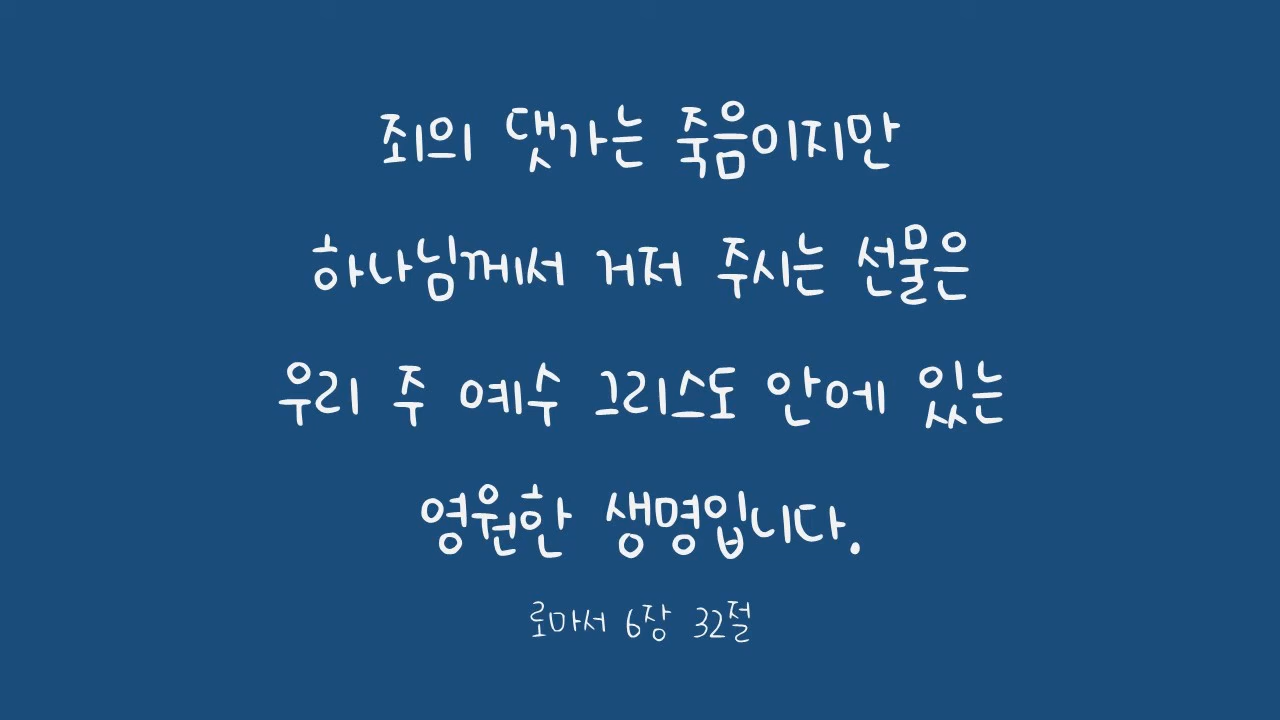 죄의 댓가는 죽음이지만
하나님께서 거저 주시는 선물은
우리 주 예수 그리스도 안에 있는
영원한 생명입니다.
로마서 6장 32절